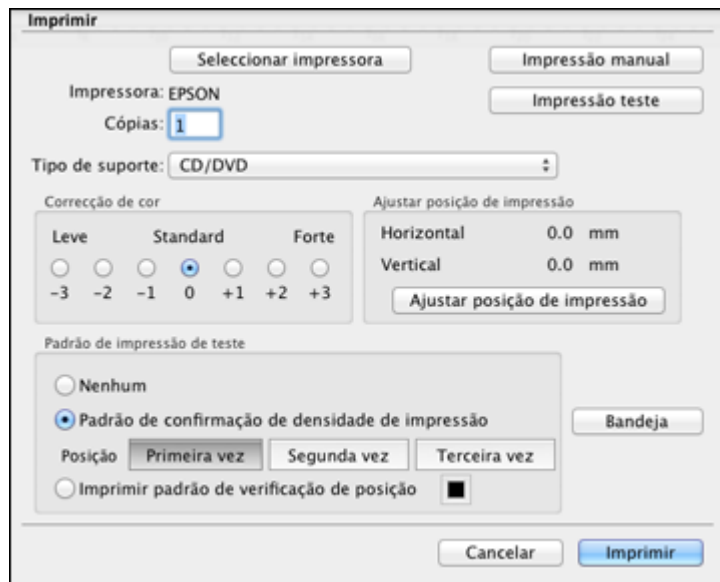 Imprimir
Seleccionar impressora
Impressão manual
Impressora: EPSON
Impressão teste
Cópias: 1
Tipo de suporte: CD/DVD
Correcção de cor
Leve Standard Forte
-3 -2 -1 0 +1 +2 +3
Ajustar posição de impressão
Horizontal 0.0 mm
Vertical 0.0 mm
Ajustar posição de impressão
Padrão de impressão de teste
Nenhum
Padrão de confirmação de densidade de impressão
Posição Primeira vez Segunda vez Terceira vez
Imprimir padrão de verificação de posição
Bandeja
Cancelar Imprimir